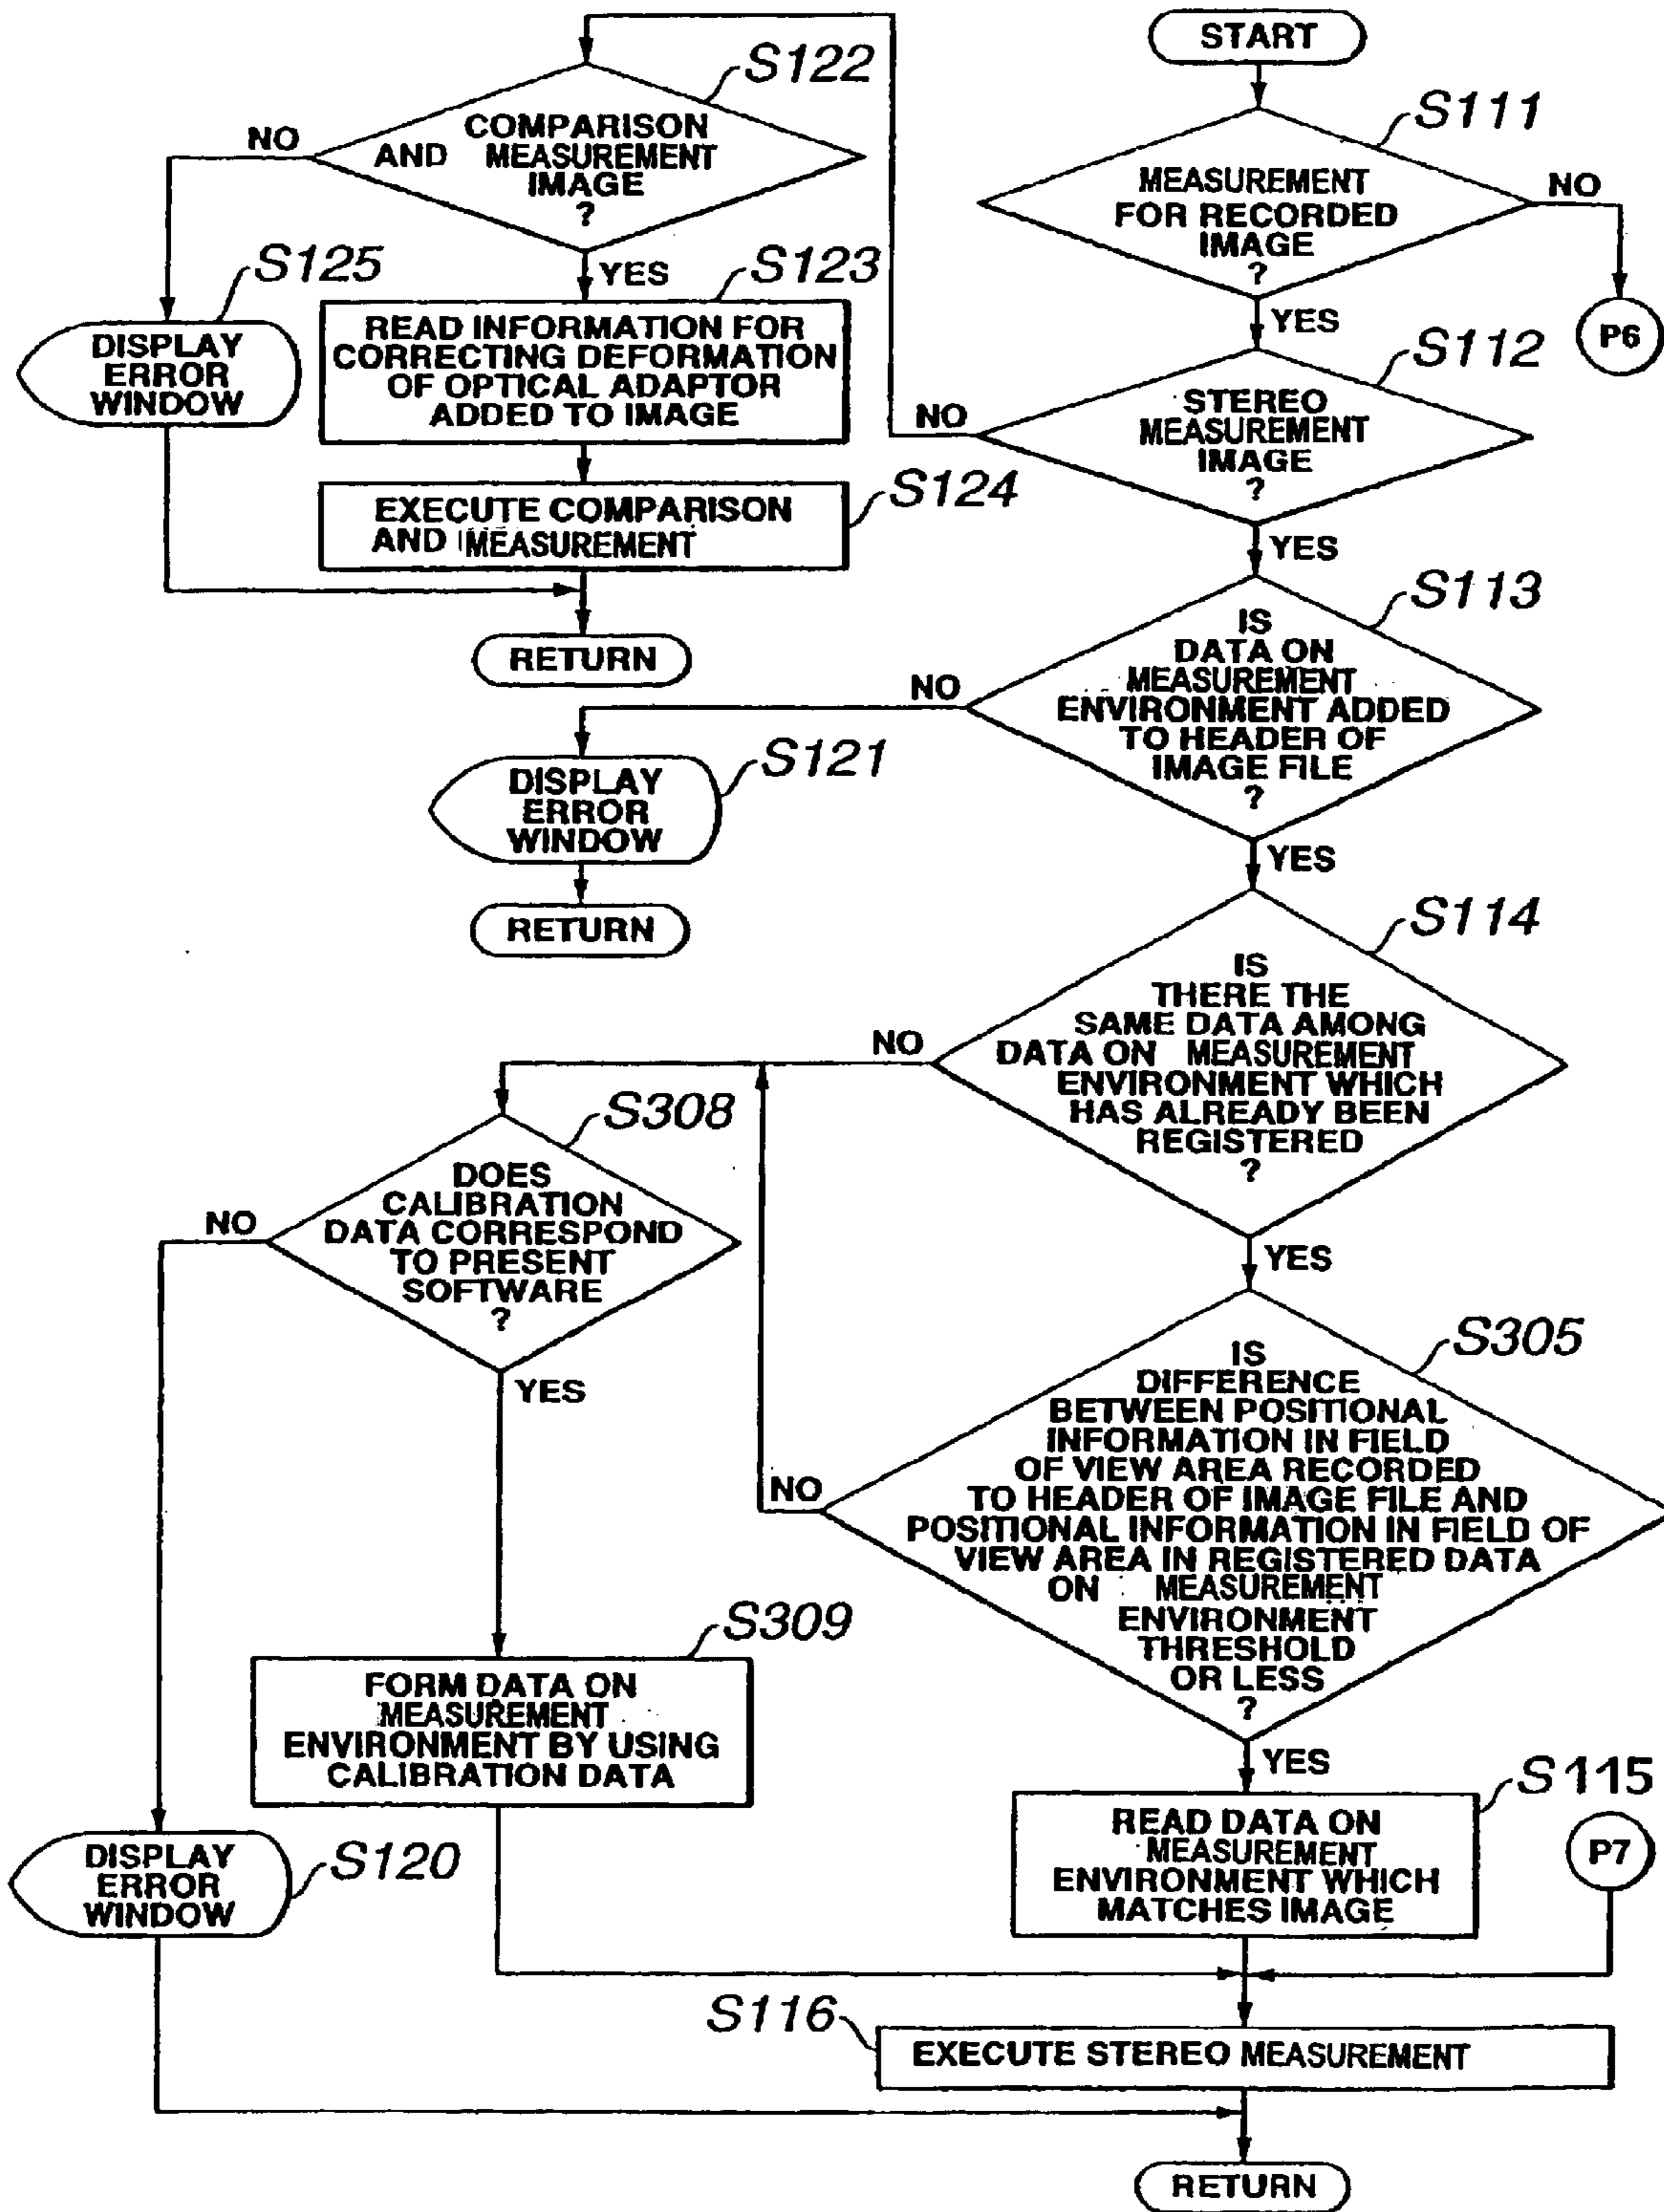 START
S111
MEASUREMENT
FOR RECORDED
IMAGE
?
NO
P6
YES
S112
STEREO
MEASUREMENT
IMAGE
?
NO
S122
COMPARISON
AND MEASUREMENT
IMAGE
?
NO
S125
DISPLAY
ERROR
WINDOW
YES
S123
READ INFORMATION FOR
CORRECTING DEFORMATION
OF OPTICAL ADAPTOR
ADDED TO IMAGE
S124
EXECUTE COMPARISON
AND MEASUREMENT
RETURN
YES
S113
IS
DATA ON
MEASUREMENT
ENVIRONMENT ADDED
TO HEADER OF
IMAGE FILE
?
NO
S121
DISPLAY
ERROR
WINDOW
RETURN
YES
S114
IS
THERE THE
SAME DATA AMONG
DATA ON MEASUREMENT
ENVIRONMENT WHICH
HAS ALREADY BEEN
REGISTERED
?
NO
S308
DOES
CALIBRATION
DATA CORRESPOND
TO PRESENT
SOFTWARE
?
NO
YES
YES
S305
IS
DIFFERENCE
BETWEEN POSITIONAL
INFORMATION IN FIELD
OF VIEW AREA RECORDED
TO HEADER OF IMAGE FILE AND
POSITIONAL INFORMATION IN FIELD OF
VIEW AREA IN REGISTERED DATA
ON MEASUREMENT
ENVIRONMENT
THRESHOLD
OR LESS
?
NO
S309
FORM DATA ON
MEASUREMENT
ENVIRONMENT BY USING
CALIBRATION DATA
YES
S115
READ DATA ON
MEASUREMENT
ENVIRONMENT WHICH
MATCHES IMAGE
P7
DISPLAY
ERROR
WINDOW
S120
S116
EXECUTE STEREO MEASUREMENT
RETURN